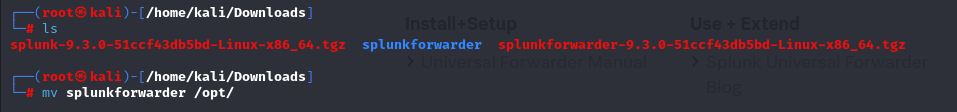 ┌──(root㉿kali)-[/home/kali/Downloads]
└─# ls
splunk-9.3.0-51ccf43db5bd-Linux-x86_64.tgz  splunkforwarder  splunkforwarder-9.3.0-51ccf43db5bd-Linux-x86_64.tgz
┌──(root㉿kali)-[/home/kali/Downloads]
└─# mv splunkforwarder /opt/
Install+Setup
Universal Forwarder Manual
Use + Extend
Splunk Universal Forwarder
Blog